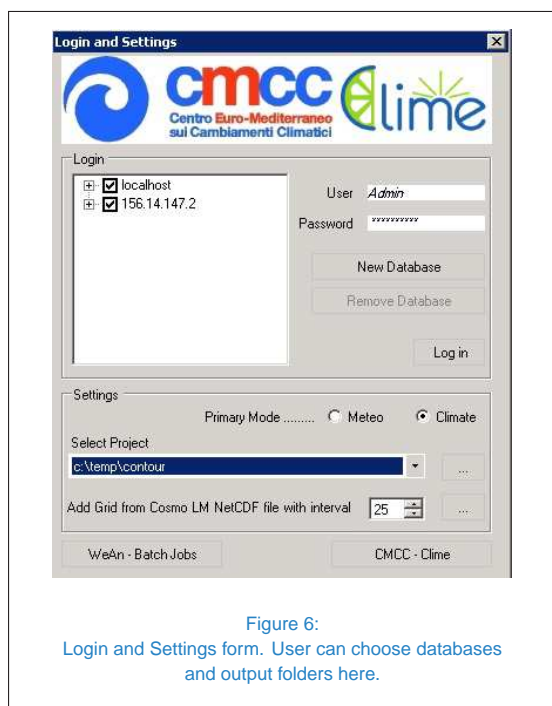 Login and Settings
cmcc
Centro Euro-Mediterraneo
sui Cambiamenti Climatici
Clime
Login
localhost
156.14.147.2
User Admin
Password **********
New Database
Remove Database
Log in
Settings
Primary Mode ......... Meteo Climate
Select Project
c:\temp\contour
...
Add Grid from Cosmo LM NetCDF file with interval 25 ...
WeAn - Batch Jobs
CMCC - Clime
Figure 6:
Login and Settings form. User can choose databases
and output folders here.